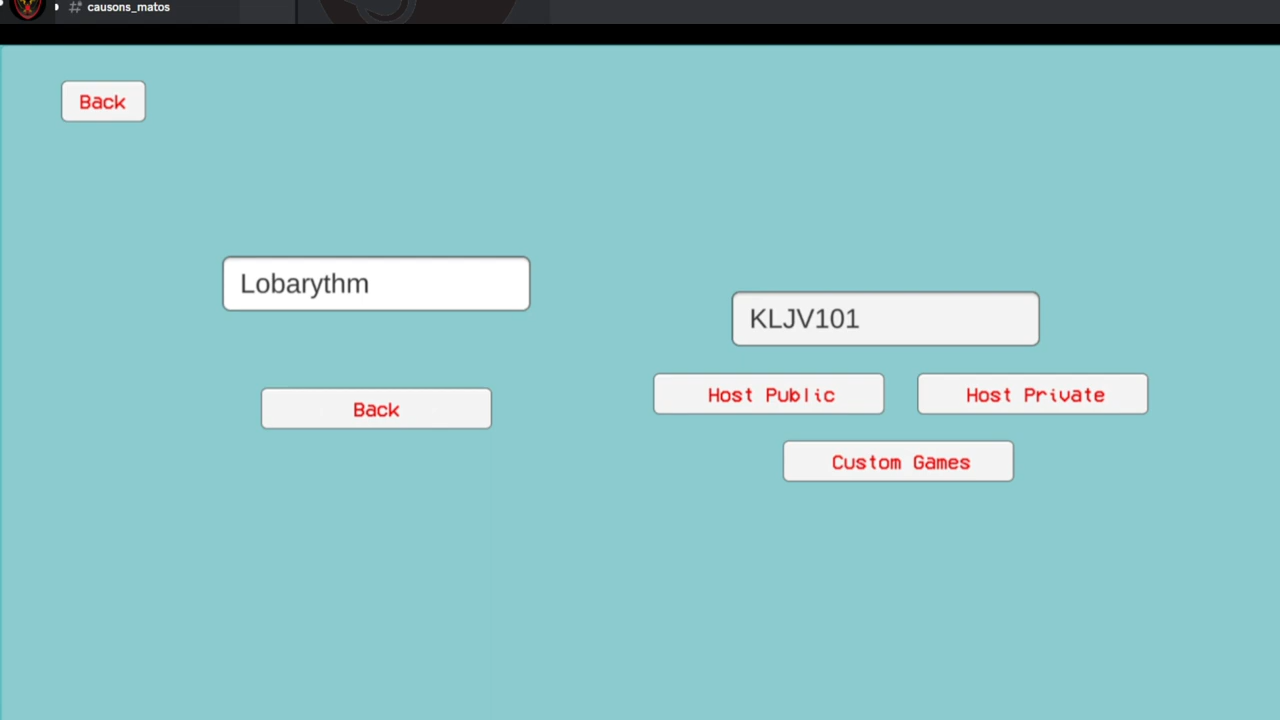 # causons_matos
Back
Lobarythm
Back
KLJV101
Host Public
Host Private
Custom Games